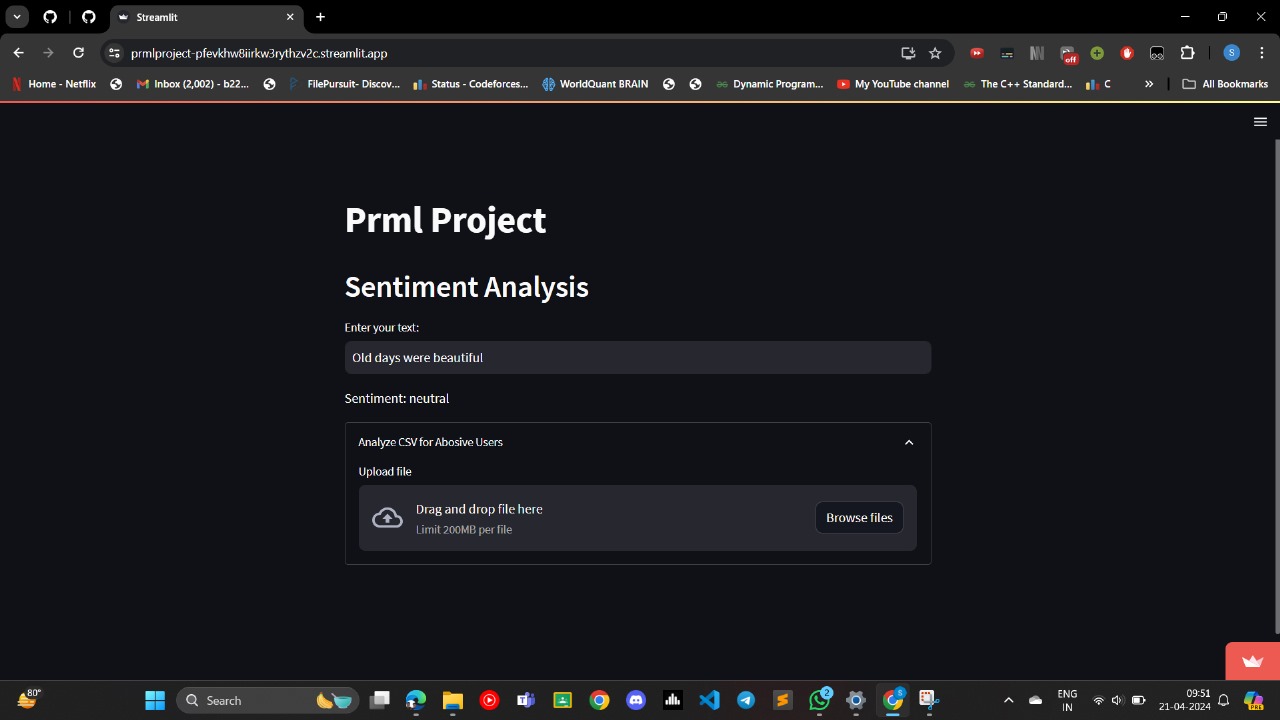 Streamlit
prmlproject-pfevkhw8iirkw3rythzv2c.streamlit.app
off
S
Home - Netflix
Inbox (2,002) - b22...
FilePursuit- Discov...
Status - Codeforces...
WorldQuant BRAIN
Dynamic Program...
My YouTube channel
The C++ Standard...
C
All Bookmarks
Prml Project
Sentiment Analysis
Enter your text:
Old days were beautiful
Sentiment: neutral
Analyze CSV for Abosive Users
Upload file
Drag and drop file here
Limit 200MB per file
Browse files
80°
Search
2
S
ENG
IN
09:51
21-04-2024
PRE